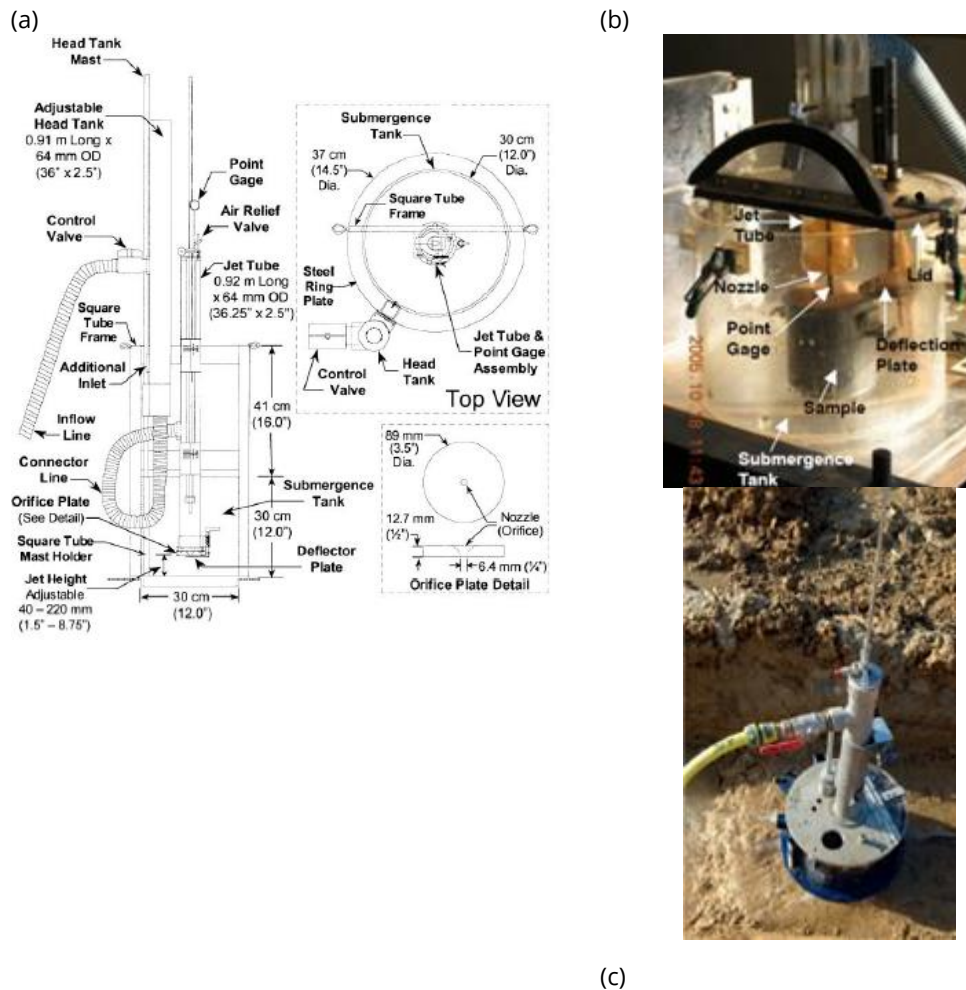 (a)
Head Tank
Mast
Adjustable
Head Tank
0.91 m Long x
64 mm OD
(36" x 2.5")
Control
Valve
Square
Tube
Frame
Additional
Inlet
Inflow
Line
Connector
Line
Orifice Plate
(See Detail)
Square Tube
Mast Holder
Jet Height
Adjustable
40 – 220 mm
(1.5" – 8.75")
Point
Gage
Air Relief
Valve
Jet Tube
0.92 m Long
x 64 mm OD
(36.25" x 2.5")
41 cm
(16.0")
Submergence
Tank
30 cm
(12.0")
Deflector
Plate
30 cm
(12.0")
Submergence
Tank
37 cm
(14.5")
Dia.
30 cm
(12.0")
Dia.
Square Tube
Frame
Steel
Ring
Plate
Control
Valve
Head
Tank
Jet Tube &
Point Gage
Assembly
Top View
89 mm
(3.5")
Dia.
Nozzle
(Orifice)
12.7 mm
(½")
6.4 mm (¼")
Orifice Plate Detail
(b)
Jet
Tube
Nozzle
Lid
Point
Gage
Deflection
Plate
Sample
Submergence
Tank
2005.10.18 11:43
(c)